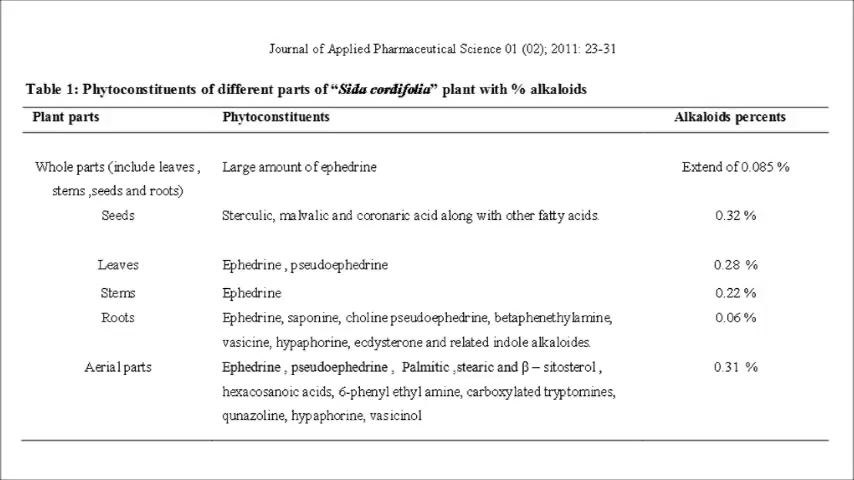 Journal of Applied Pharmaceutical Science 01 (02); 2011: 23-31
Table 1: Phytoconstituents of different parts of “Sida cordifolia” plant with % alkaloids
Plant parts Phytoconstituents Alkaloids percents
Whole parts (include leaves , Large amount of ephedrine Extend of 0.085 %
stems ,seeds and roots)
Seeds Sterculic, malvalic and coronaric acid along with other fatty acids. 0.32 %
Leaves Ephedrine , pseudoephedrine 0.28 %
Stems Ephedrine 0.22 %
Roots Ephedrine, saponine, choline pseudoephedrine, betaphenethylamine, 0.06 %
vasicine, hypaphorine, ecdysterone and related indole alkaloids.
Aerial parts Ephedrine , pseudoephedrine , Palmitic ,stearic and β – sitosterol , 0.31 %
hexacosanoic acids, 6-phenyl ethyl amine, carboxylated tryptomines,
qunazoline, hypaphorine, vasicinol